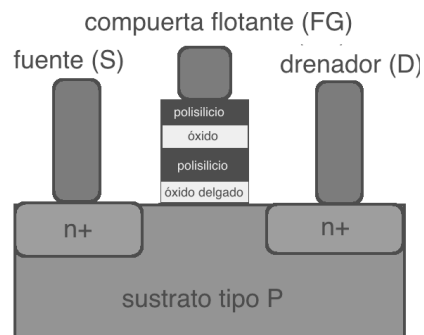 compuerta flotante (FG)
fuente (S)
drenador (D)
polisilicio
óxido
polisilicio
óxido delgado
n+
n+
sustrato tipo P